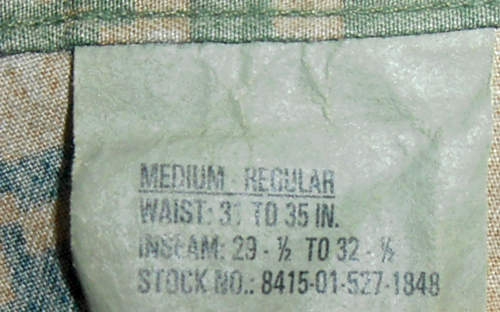 MEDIUM - REGULAR
WAIST: 31 TO 35 IN.
INSEAM: 29 - ½ TO 32 - ½
STOCK NO.: 8415-01-527-1848